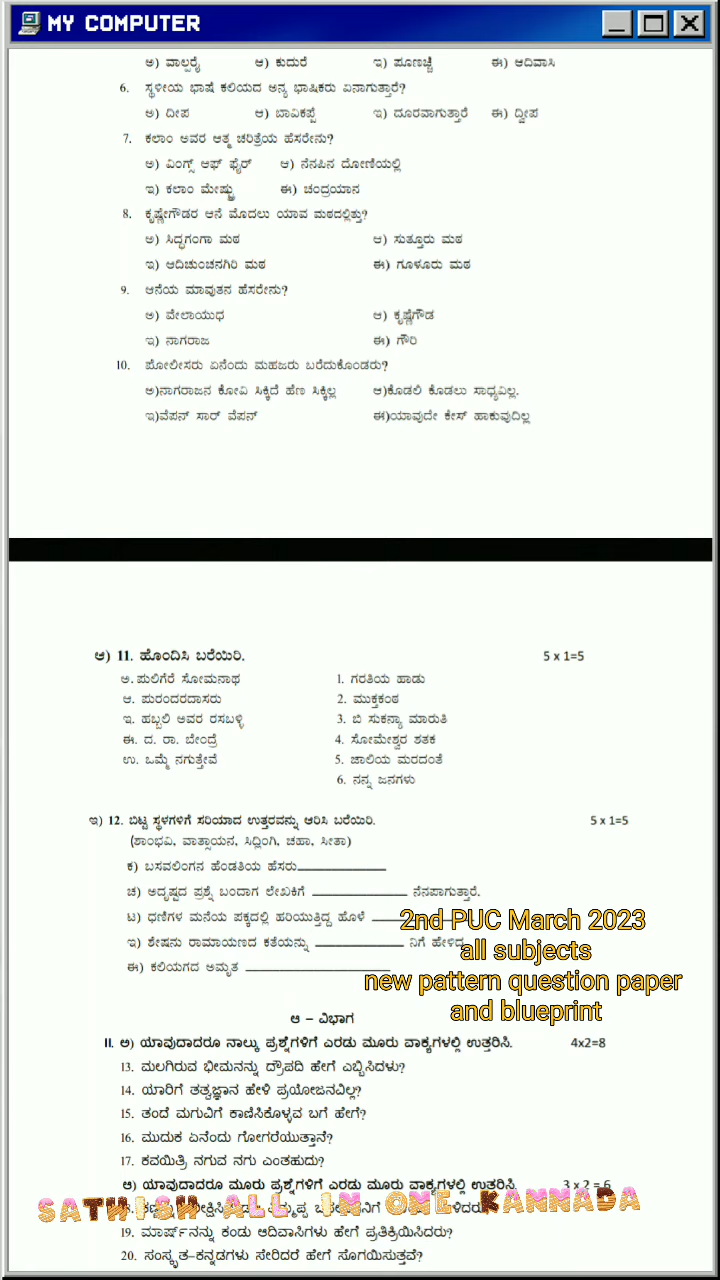 MY COMPUTER
ಅ) ವಾಲ್ಪರೈ ಆ) ಕುದುರೆ ಇ) ಪೂಣಚ್ಚಿ ಈ) ಆದಿವಾಸಿ
6. ಸ್ಥಳೀಯ ಭಾಷೆ ಕಲಿಯದ ಅನ್ಯ ಭಾಷಿಕರು ಏನಾಗುತ್ತಾರೆ?
ಅ) ದೀಪ ಆ) ಬಾವಿಕಪ್ಪೆ ಇ) ದೂರವಾಗುತ್ತಾರೆ ಈ) ದ್ವೀಪ
7. ಕಲಾಂ ಅವರ ಆತ್ಮ ಚರಿತ್ರೆಯ ಹೆಸರೇನು?
ಅ) ವಿಂಗ್ಸ್ ಆಫ್ ಫೈರ್ ಆ) ನೆನಪಿನ ದೋಣಿಯಲ್ಲಿ
ಇ) ಕಲಾಂ ಮೇಷ್ಟ್ರು ಈ) ಚಂದ್ರಯಾನ
8. ಕೃಷ್ಣೇಗೌಡರ ಆನೆ ಮೊದಲು ಯಾವ ಮಠದಲ್ಲಿತ್ತು?
ಅ) ಸಿದ್ಧಗಂಗಾ ಮಠ ಆ) ಸುತ್ತೂರು ಮಠ
ಇ) ಆದಿಚುಂಚನಗಿರಿ ಮಠ ಈ) ಗೂಳೂರು ಮಠ
9. ಆನೆಯ ಮಾವುತನ ಹೆಸರೇನು?
ಅ) ವೇಲಾಯುಧ ಆ) ಕೃಷ್ಣೆಗೌಡ
ಇ) ನಾಗರಾಜ ಈ) ಗೌರಿ
10. ಪೋಲೀಸರು ಏನೆಂದು ಮಹಜರು ಬರೆದುಕೊಂಡರು?
ಅ)ನಾಗರಾಜನ ಕೋವಿ ಸಿಕ್ಕಿದೆ ಹೆಣ ಸಿಕ್ಕಿಲ್ಲ ಆ)ಕೊಡಲಿ ಕೊಡಲು ಸಾಧ್ಯವಿಲ್ಲ.
ಇ)ವೆಪನ್ ಸಾರ್ ವೆಪನ್ ಈ)ಯಾವುದೇ ಕೇಸ್ ಹಾಕುವುದಿಲ್ಲ
ಆ) 11. ಹೊಂದಿಸಿ ಬರೆಯಿರಿ. 5 x 1=5
ಅ. ಪುಲಿಗೆರೆ ಸೋಮನಾಥ 1. ಗರತಿಯ ಹಾಡು
ಆ. ಪುರಂದರದಾಸರು 2. ಮುಕ್ತಕಂಠ
ಇ. ಹಬ್ಬಲಿ ಅವರ ರಸಬಳ್ಳಿ 3. ಬಿ ಸುಕನ್ಯಾ ಮಾರುತಿ
ಈ. ದ. ರಾ. ಬೇಂದ್ರೆ 4. ಸೋಮೇಶ್ವರ ಶತಕ
ಉ. ಒಮ್ಮೆ ನಗುತ್ತೇವೆ 5. ಜಾಲಿಯ ಮರದಂತೆ
6. ನನ್ನ ಜನಗಳು
ಇ) 12. ಬಿಟ್ಟ ಸ್ಥಳಗಳಿಗೆ ಸರಿಯಾದ ಉತ್ತರವನ್ನು ಆರಿಸಿ ಬರೆಯಿರಿ. 5 x 1=5
(ಶಾಂಭವಿ, ವಾತ್ಸಾಯನ, ಸಿದ್ಲಿಂಗಿ, ಚಹಾ, ಸೀತಾ)
ಕ) ಬಸವಲಿಂಗನ ಹೆಂಡತಿಯ ಹೆಸರು
ಚ) ಅದೃಷ್ಟದ ಪ್ರಶ್ನೆ ಬಂದಾಗ ಲೇಖಕಿಗೆ ನೆನಪಾಗುತ್ತಾರೆ.
ಟ) ಧಣಿಗಳ ಮನೆಯ ಪಕ್ಕದಲ್ಲಿ ಹರಿಯುತ್ತಿದ್ದ ಹೊಳೆ
ಇ) ಶೇಷನು ರಾಮಾಯಣದ ಕತೆಯನ್ನು ನಿಗೆ ಹೇಳಿದ
ಈ) ಕಲಿಯಗದ ಅಮೃತ
2nd PUC March 2023
all subjects
new pattern question paper
and blueprint
ಆ – ವಿಭಾಗ
II. ಅ) ಯಾವುದಾದರೂ ನಾಲ್ಕು ಪ್ರಶ್ನೆಗಳಿಗೆ ಎರಡು ಮೂರು ವಾಕ್ಯಗಳಲ್ಲಿ ಉತ್ತರಿಸಿ. 4x2=8
13. ಮಲಗಿರುವ ಭೀಮನನ್ನು ದ್ರೌಪದಿ ಹೇಗೆ ಎಬ್ಬಿಸಿದಳು?
14. ಯಾರಿಗೆ ತತ್ವಜ್ಞಾನ ಹೇಳಿ ಪ್ರಯೋಜನವಿಲ್ಲ?
15. ತಂದೆ ಮಗುವಿಗೆ ಕಾಣಿಸಿಕೊಳ್ಳವ ಬಗೆ ಹೇಗೆ?
16. ಮುದುಕ ಏನೆಂದು ಗೋಗರೆಯುತ್ತಾನೆ?
17. ಕವಯಿತ್ರಿ ನಗುವ ನಗು ಎಂತಹುದು?
ಆ) ಯಾವುದಾದರೂ ಮೂರು ಪ್ರಶ್ನೆಗಳಿಗೆ ಎರಡು ಮೂರು ವಾಕ್ಯಗಳಲ್ಲಿ ಉತ್ತರಿಸಿ. 3 x 2 = 6
SATHISH ALL IN ONE KANNADA
19. ಮಾರ್ಷ್‌ನನ್ನು ಕಂಡು ಆದಿವಾಸಿಗಳು ಹೇಗೆ ಪ್ರತಿಕ್ರಿಯಿಸಿದರು?
20. ಸಂಸ್ಕೃತ–ಕನ್ನಡಗಳು ಸೇರಿದರೆ ಹೇಗೆ ಸೊಗಯಿಸುತ್ತವೆ?